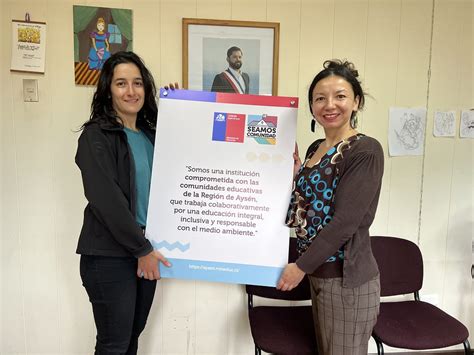 SEAMOS
COMUNIDAD
"Somos una institución
comprometida con las
comunidades educativas
de la Región de Aysén,
que trabaja colaborativamente
por una educación integral,
inclusiva y responsable
con el medio ambiente."